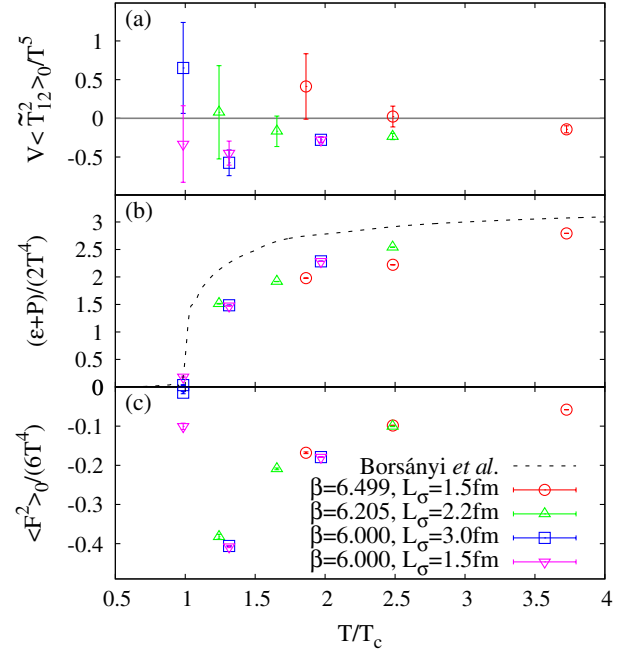 (a)
V<T̃²₁₂>₀/T⁵
1
0.5
0
-0.5
(b)
(ε+P)/(2T⁴)
3
2.5
2
1.5
1
0.5
0
(c)
<F²>₀/(6T⁴)
-0.1
-0.2
-0.3
-0.4
Borsányi et al.
β=6.499, L_σ=1.5fm
β=6.205, L_σ=2.2fm
β=6.000, L_σ=3.0fm
β=6.000, L_σ=1.5fm
0.5 1 1.5 2 2.5 3 3.5 4
T/T_c